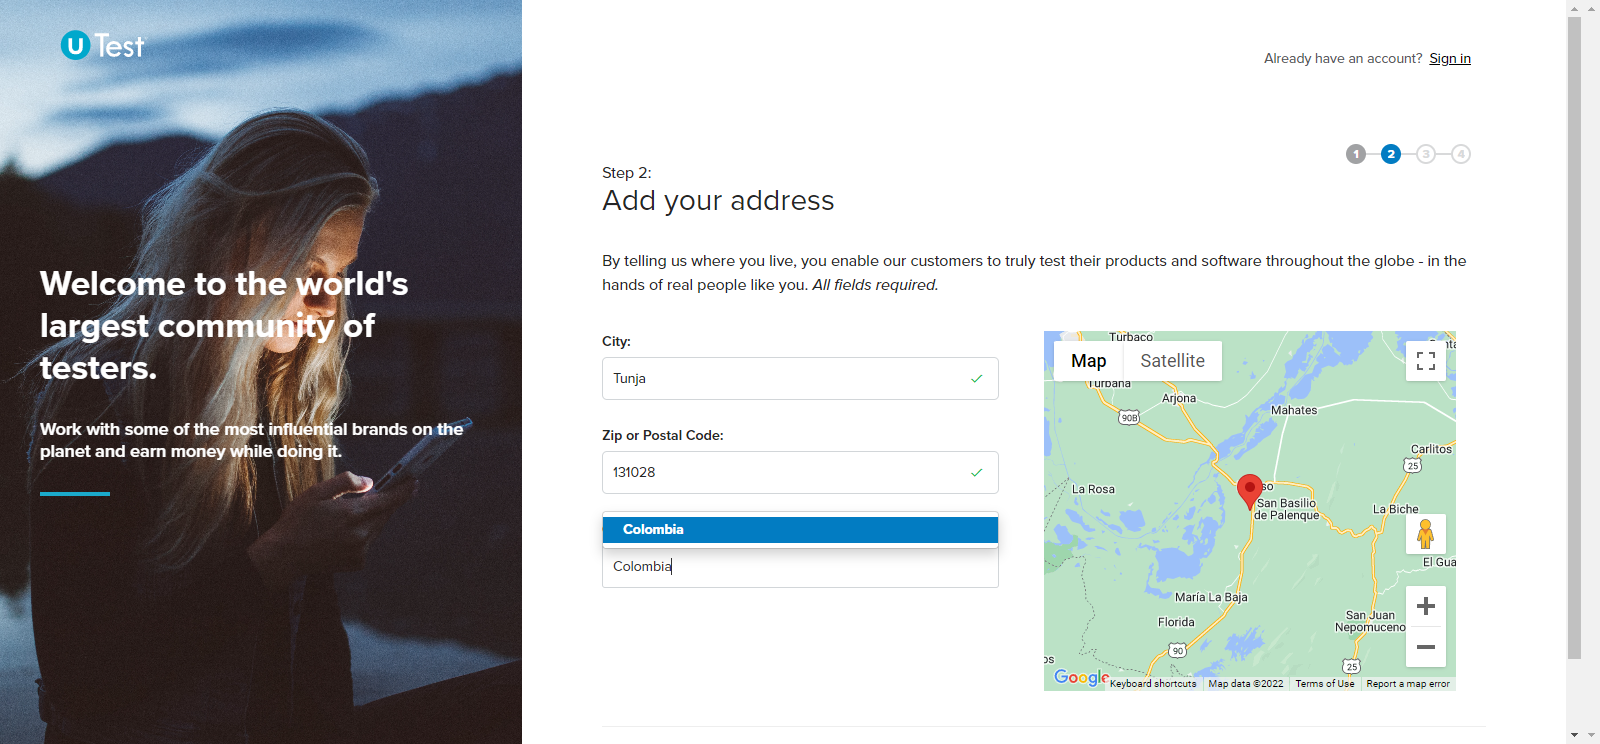 U Test
Already have an account? Sign in
1 2 3 4
Step 2:
Add your address
Welcome to the world's
largest community of
testers.
Work with some of the most influential brands on the
planet and earn money while doing it.
By telling us where you live, you enable our customers to truly test their products and software throughout the globe - in the
hands of real people like you. All fields required.
City:
Tunja
Zip or Postal Code:
131028
Colombia
Colombia
Map Satellite
Turbaco
Turbana
Arjona
90B
Mahates
Carlitos
25
La Rosa
San Basilio
de Palenque
La Biche
María La Baja
Florida
San Juan
Nepomuceno
90
25
Google
Keyboard shortcuts Map data ©2022 Terms of Use Report a map error